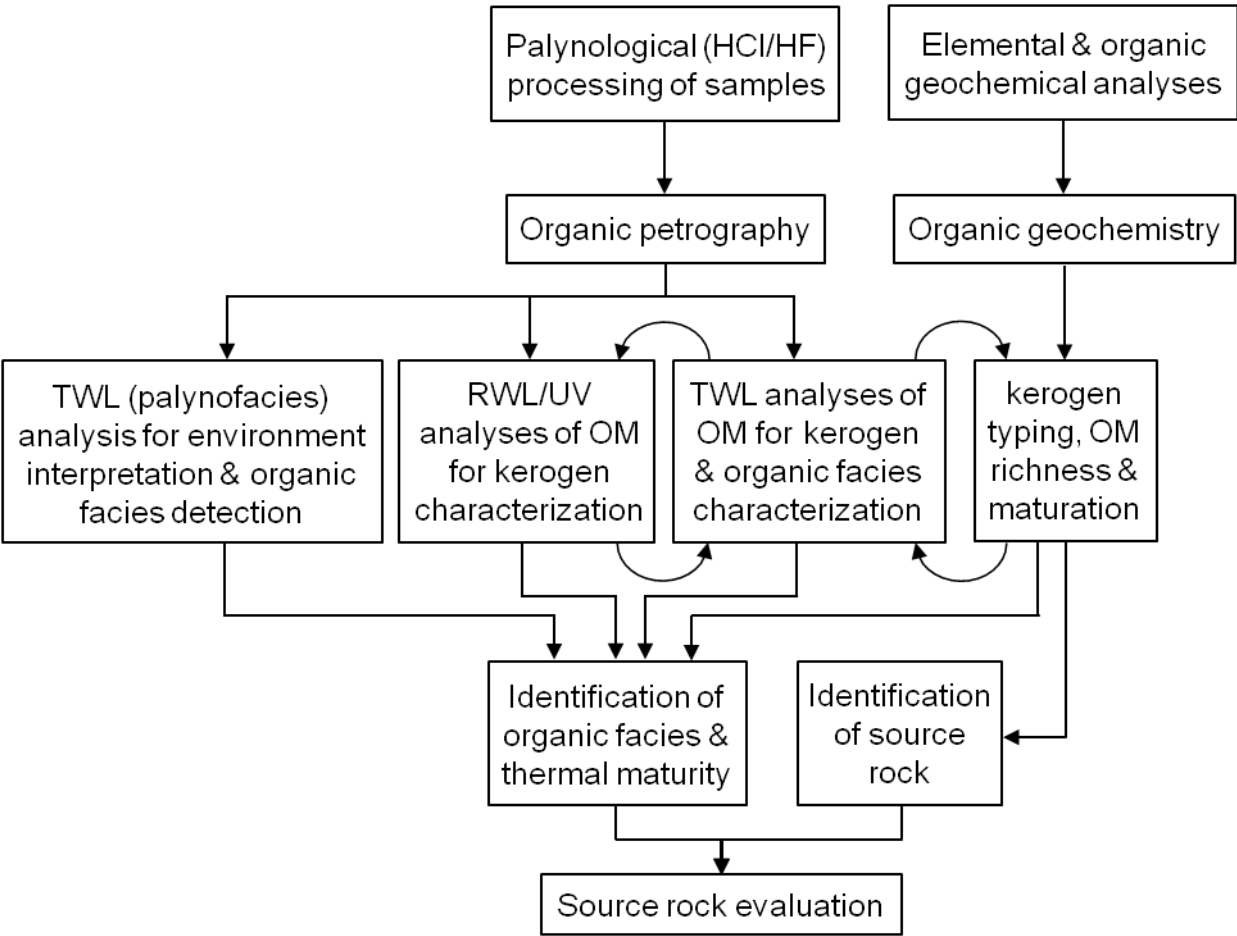 Palynological (HCl/HF)
processing of samples
Elemental & organic
geochemical analyses
Organic petrography
Organic geochemistry
TWL (palynofacies)
analysis for environment
interpretation & organic
facies detection
RWL/UV
analyses of OM
for kerogen
characterization
TWL analyses of
OM for kerogen
& organic facies
characterization
kerogen
typing, OM
richness &
maturation
Identification of
organic facies &
thermal maturity
Identification
of source
rock
Source rock evaluation